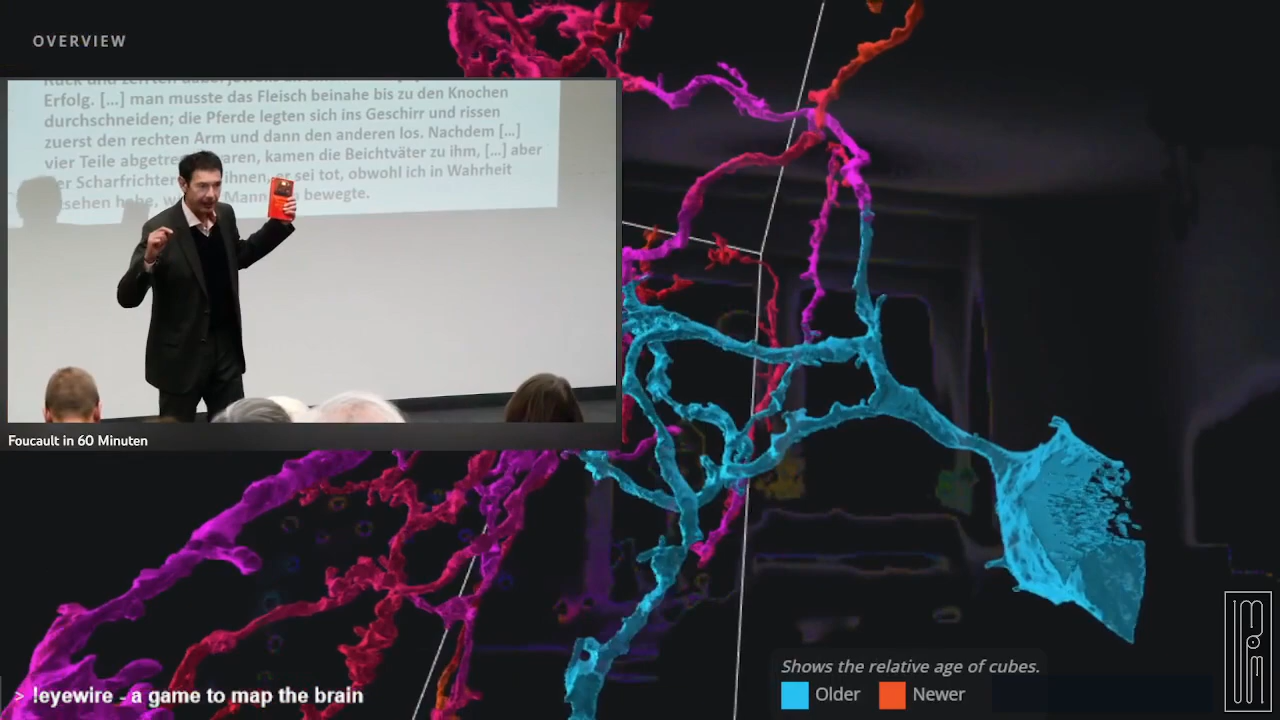 OVERVIEW
Erfolg. [...] man musste das Fleisch beinahe bis zu den Knochen
durchschneiden; die Pferde legten sich ins Geschirr und rissen
zuerst den rechten Arm und dann den anderen los. Nachdem [...]
vier Teile abgetre aren, kamen die Beichtväter zu ihm, [...] aber
er Scharfrichter ihnen, er sei tot, obwohl ich in Wahrheit
Mann bewegte.
Foucault in 60 Minuten
Shows the relative age of cubes.
Older Newer
> !eyewire - a game to map the brain